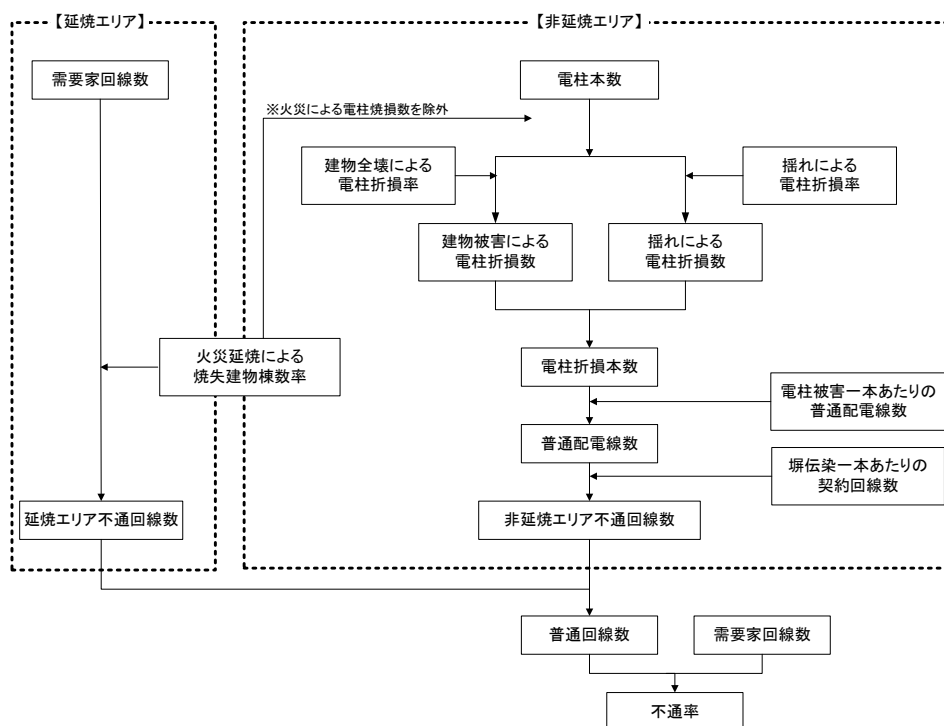 【延焼エリア】
【非延焼エリア】
需要家回線数
電柱本数
※火災による電柱焼損数を除外
建物全壊による
電柱折損率
揺れによる
電柱折損率
建物被害による
電柱折損数
揺れによる
電柱折損数
火災延焼による
焼失建物棟数率
電柱折損本数
電柱被害一本あたりの
普通配電線数
普通配電線数
塀伝染一本あたりの
契約回線数
延焼エリア不通回線数
非延焼エリア不通回線数
普通回線数
需要家回線数
不通率